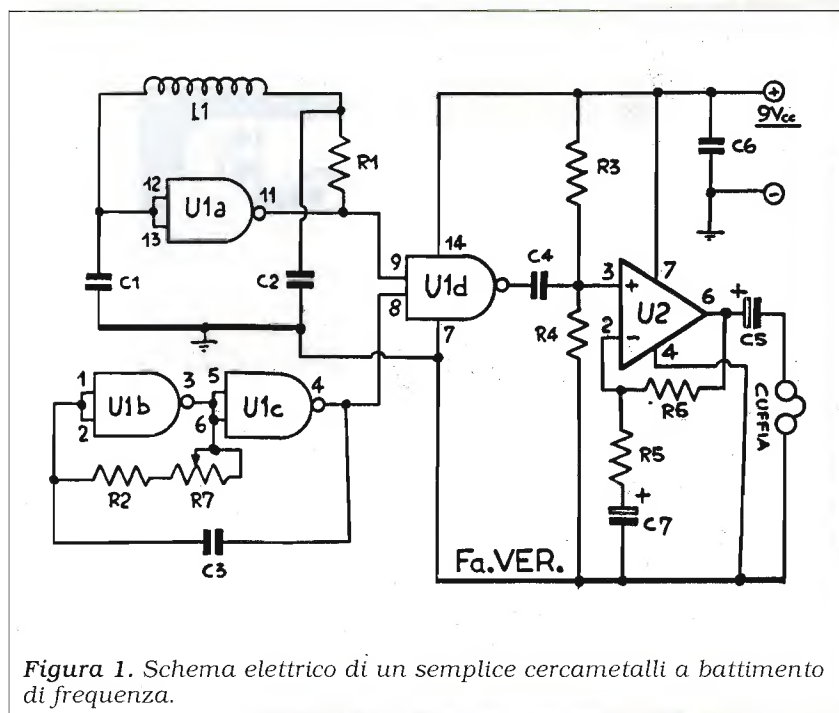 L1
R1
12
U1a
11
13
C1
C2
1
3
5
4
U1b
U1c
2
6
R2
R7
C3
9
14
8
U1d
7
C4
R3
R4
3
+
7
U2
6
2
-
4
+
C5
R6
R5
+
C7
CUFFIA
+
9Vcc
C6
-
Fa.VER.
Figura 1. Schema elettrico di un semplice cercametalli a battimento
di frequenza.